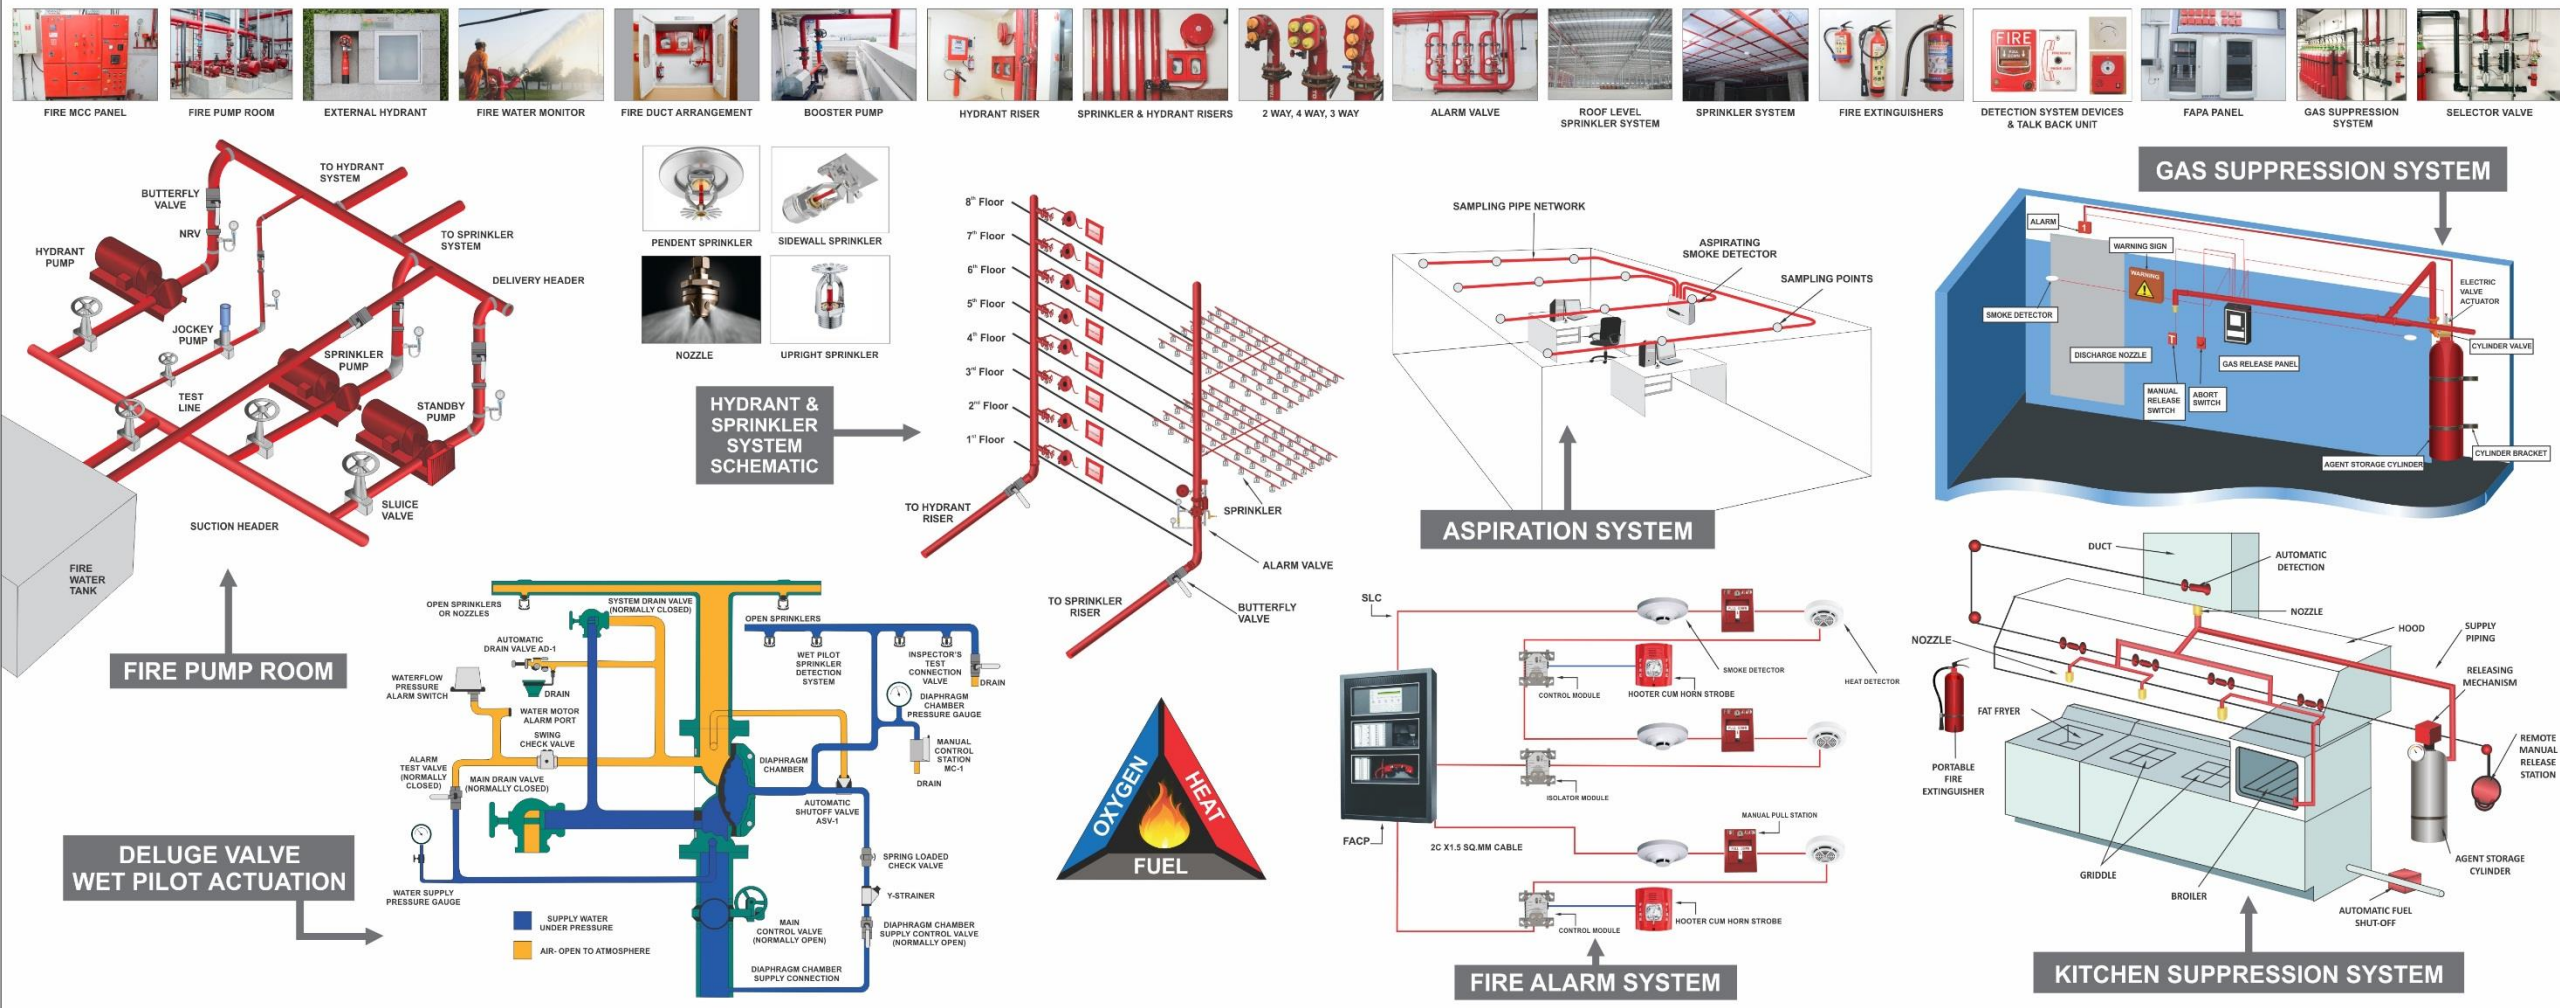 FIRE MCC PANEL
FIRE PUMP ROOM
EXTERNAL HYDRANT
FIRE WATER MONITOR
FIRE DUCT ARRANGEMENT
BOOSTER PUMP
HYDRANT RISER
SPRINKLER & HYDRANT RISERS
2 WAY, 4 WAY, 3 WAY
ALARM VALVE
ROOF LEVEL
SPRINKLER SYSTEM
SPRINKLER SYSTEM
FIRE EXTINGUISHERS
FIRE
DETECTION SYSTEM DEVICES
& TALK BACK UNIT
FAPA PANEL
GAS SUPPRESSION
SYSTEM
SELECTOR VALVE
TO HYDRANT
SYSTEM
BUTTERFLY
VALVE
NRV
HYDRANT
PUMP
TO SPRINKLER
SYSTEM
DELIVERY HEADER
JOCKEY
PUMP
SPRINKLER
PUMP
TEST
LINE
STANDBY
PUMP
SLUICE
VALVE
SUCTION HEADER
FIRE
WATER
TANK
FIRE PUMP ROOM
PENDENT SPRINKLER
SIDEWALL SPRINKLER
NOZZLE
UPRIGHT SPRINKLER
HYDRANT &
SPRINKLER
SYSTEM
SCHEMATIC
8th Floor
7th Floor
6th Floor
5th Floor
4th Floor
3rd Floor
2nd Floor
1st Floor
TO HYDRANT
RISER
SPRINKLER
ALARM VALVE
TO SPRINKLER
RISER
BUTTERFLY
VALVE
SAMPLING PIPE NETWORK
ASPIRATING
SMOKE DETECTOR
SAMPLING POINTS
ASPIRATION SYSTEM
GAS SUPPRESSION SYSTEM
ALARM
WARNING SIGN
WARNING
SMOKE DETECTOR
DISCHARGE NOZZLE
MANUAL
RELEASE
SWITCH
ABORT
SWITCH
GAS RELEASE PANEL
ELECTRIC
VALVE
ACTUATOR
CYLINDER VALVE
CYLINDER BRACKET
AGENT STORAGE CYLINDER
OPEN SPRINKLERS
OR NOZZLES
SYSTEM DRAIN VALVE
(NORMALLY CLOSED)
OPEN SPRINKLERS
AUTOMATIC
DRAIN VALVE AD-1
DRAIN
WATERFLOW
PRESSURE
ALARM SWITCH
WATER MOTOR
ALARM PORT
SWING
CHECK VALVE
ALARM
TEST VALVE
(NORMALLY
CLOSED)
MAIN DRAIN VALVE
(NORMALLY CLOSED)
WET PILOT
SPRINKLER
DETECTION
SYSTEM
INSPECTOR'S
TEST
CONNECTION
VALVE
DRAIN
DIAPHRAGM
CHAMBER
PRESSURE GAUGE
MANUAL
CONTROL
STATION
MC-1
DRAIN
DIAPHRAGM
CHAMBER
AUTOMATIC
SHUTOFF VALVE
ASV-1
SPRING LOADED
CHECK VALVE
Y-STRAINER
DIAPHRAGM CHAMBER
SUPPLY CONTROL VALVE
(NORMALLY OPEN)
MAIN
CONTROL VALVE
(NORMALLY OPEN)
DIAPHRAGM CHAMBER
SUPPLY CONNECTION
WATER SUPPLY
PRESSURE GAUGE
SUPPLY WATER
UNDER PRESSURE
AIR- OPEN TO ATMOSPHERE
DELUGE VALVE
WET PILOT ACTUATION
OXYGEN
HEAT
FUEL
SLC
SMOKE DETECTOR
HEAT DETECTOR
CONTROL MODULE
HOOTER CUM HORN STROBE
ISOLATOR MODULE
MANUAL PULL STATION
FACP
2C X1.5 SQ.MM CABLE
CONTROL MODULE
HOOTER CUM HORN STROBE
FIRE ALARM SYSTEM
DUCT
AUTOMATIC
DETECTION
NOZZLE
HOOD
SUPPLY
PIPING
NOZZLE
RELEASING
MECHANISM
FAT FRYER
PORTABLE
FIRE
EXTINGUISHER
REMOTE
MANUAL
RELEASE
STATION
AGENT STORAGE
CYLINDER
GRIDDLE
BROILER
AUTOMATIC FUEL
SHUT-OFF
KITCHEN SUPPRESSION SYSTEM